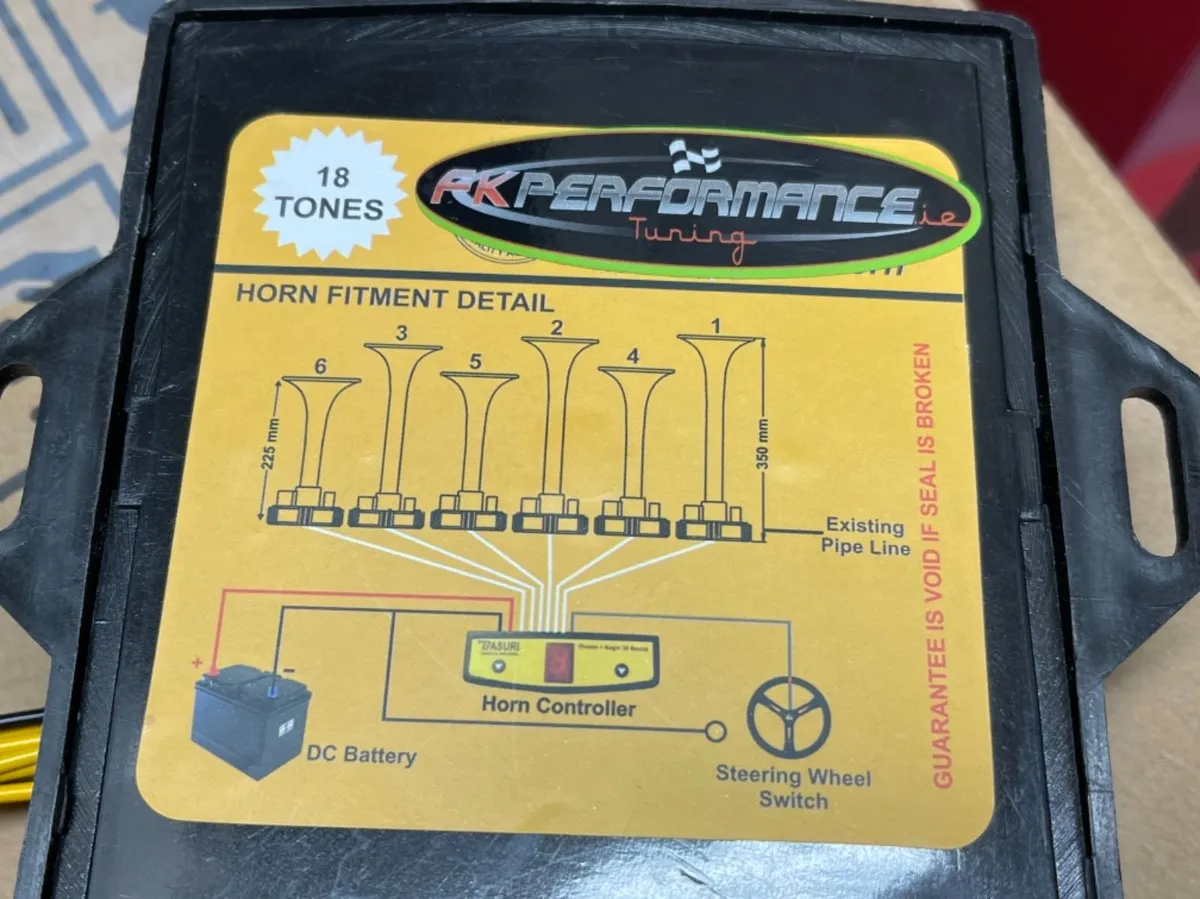 18
TONES
PKPERFORMANCE.ie
Tuning
HORN FITMENT DETAIL
6
3
5
2
4
1
225 mm
350 mm
Existing
Pipe Line
GUARANTEE IS VOID IF SEAL IS BROKEN
+
-
DASURI
Horn Controller
DC Battery
Steering Wheel
Switch